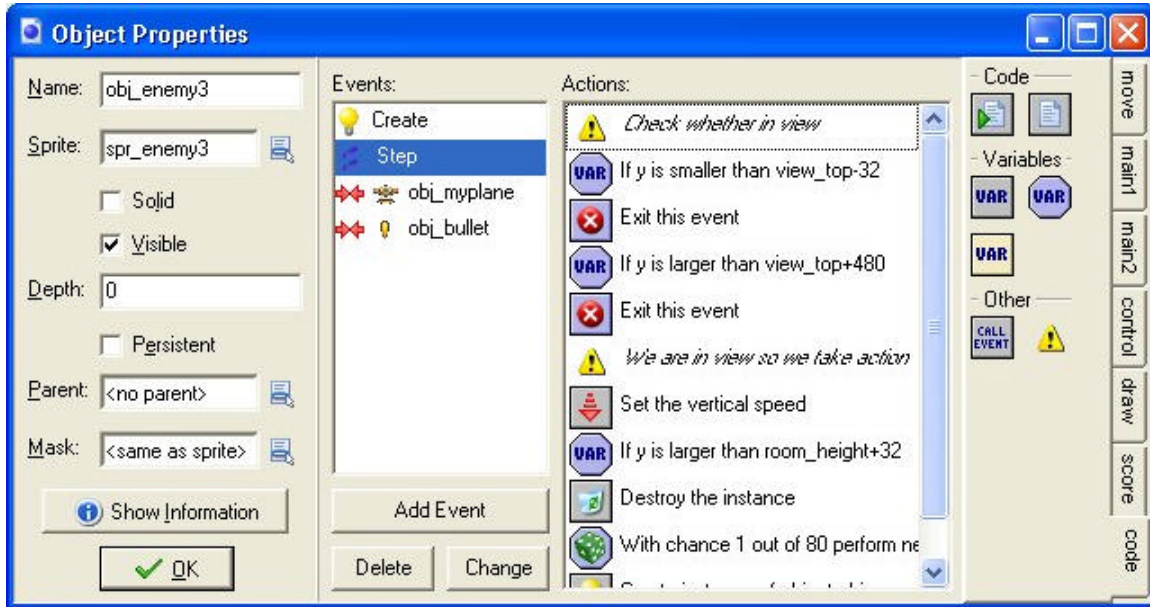 Object Properties
Name: obj_enemy3
Sprite: spr_enemy3
Solid
Visible
Depth: 0
Persistent
Parent: <no parent>
Mask: <same as sprite>
Show Information
OK
Events:
Create
Step
obj_myplane
obj_bullet
Add Event
Delete
Change
Actions:
Check whether in view
VAR If y is smaller than view_top-32
Exit this event
VAR If y is larger than view_top+480
Exit this event
We are in view so we take action
Set the vertical speed
VAR If y is larger than room_height+32
Destroy the instance
With chance 1 out of 80 perform ne
Code
Variables
VAR VAR
VAR
Other
CALL
EVENT
move
main1
main2
control
draw
score
code